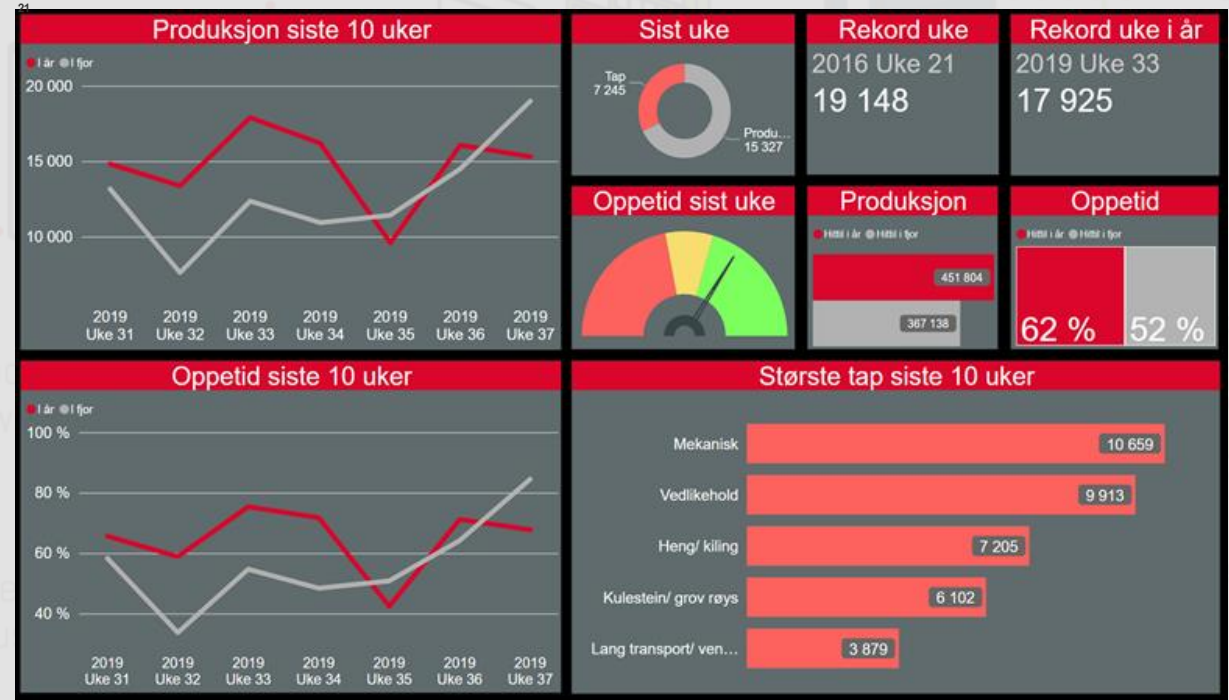 21
Produksjon siste 10 uker
I år I fjor
20 000
15 000
10 000
2019 2019 2019 2019 2019 2019 2019
Uke 31 Uke 32 Uke 33 Uke 34 Uke 35 Uke 36 Uke 37
Sist uke
Tap
7 245
Produ...
15 327
Rekord uke
2016 Uke 21
19 148
Rekord uke i år
2019 Uke 33
17 925
Oppetid sist uke
Produksjon
Hittil i år Hittil i fjor
451 804
367 138
Oppetid
Hittil i år Hittil i fjor
62 % 52 %
Oppetid siste 10 uker
I år I fjor
100 %
80 %
60 %
40 %
2019 2019 2019 2019 2019 2019 2019
Uke 31 Uke 32 Uke 33 Uke 34 Uke 35 Uke 36 Uke 37
Største tap siste 10 uker
Mekanisk 10 659
Vedlikehold 9 913
Heng/ kiling 7 205
Kulestein/ grov røys 6 102
Lang transport/ ven... 3 879